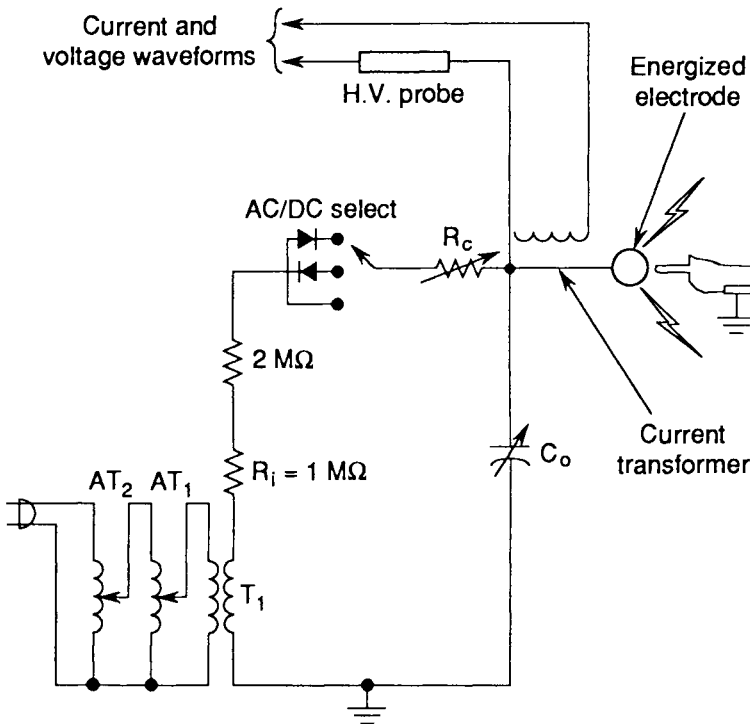 Current and
voltage waveforms
H.V. probe
Energized
electrode
AC/DC select
R_c
2 MΩ
R_i = 1 MΩ
C_o
Current
transformer
AT_2
AT_1
T_1